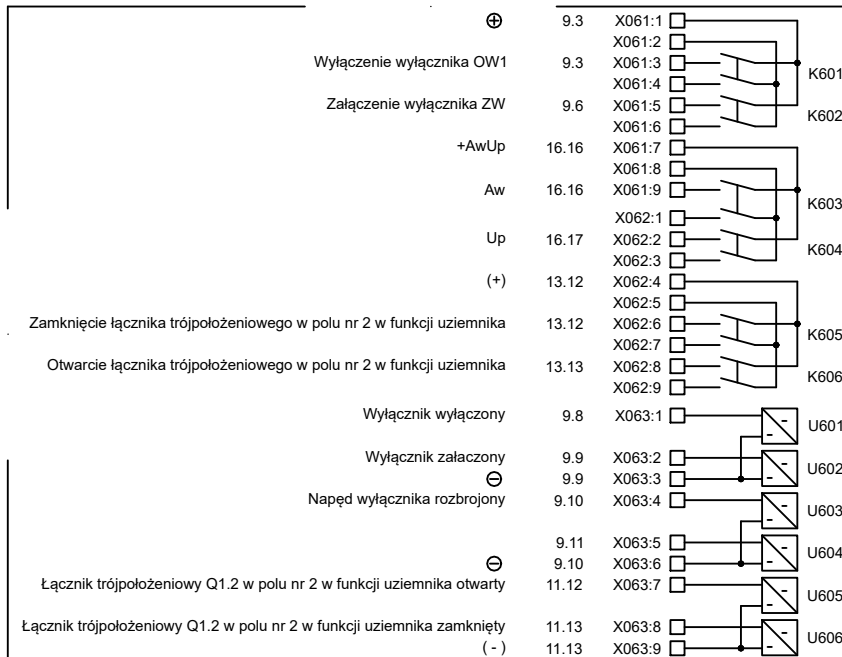 ⊕ 9.3 X061:1
X061:2
Wyłączenie wyłącznika OW1 9.3 X061:3
K601
X061:4
Załączenie wyłącznika ZW 9.6 X061:5
K602
X061:6
+AwUp 16.16 X061:7
X061:8
Aw 16.16 X061:9
K603
X062:1
Up 16.17 X062:2
K604
X062:3
(+) 13.12 X062:4
X062:5
Zamknięcie łącznika trójpołożeniowego w polu nr 2 w funkcji uziemnika 13.12 X062:6
K605
X062:7
Otwarcie łącznika trójpołożeniowego w polu nr 2 w funkcji uziemnika 13.13 X062:8
K606
X062:9
Wyłącznik wyłączony 9.8 X063:1
- - U601
Wyłącznik załaczony 9.9 X063:2
- - U602
⊖ 9.9 X063:3
Napęd wyłącznika rozbrojony 9.10 X063:4
- - U603
9.11 X063:5
- - U604
⊖ 9.10 X063:6
Łącznik trójpołożeniowy Q1.2 w polu nr 2 w funkcji uziemnika otwarty 11.12 X063:7
- - U605
Łącznik trójpołożeniowy Q1.2 w polu nr 2 w funkcji uziemnika zamknięty 11.13 X063:8
- - U606
( - ) 11.13 X063:9